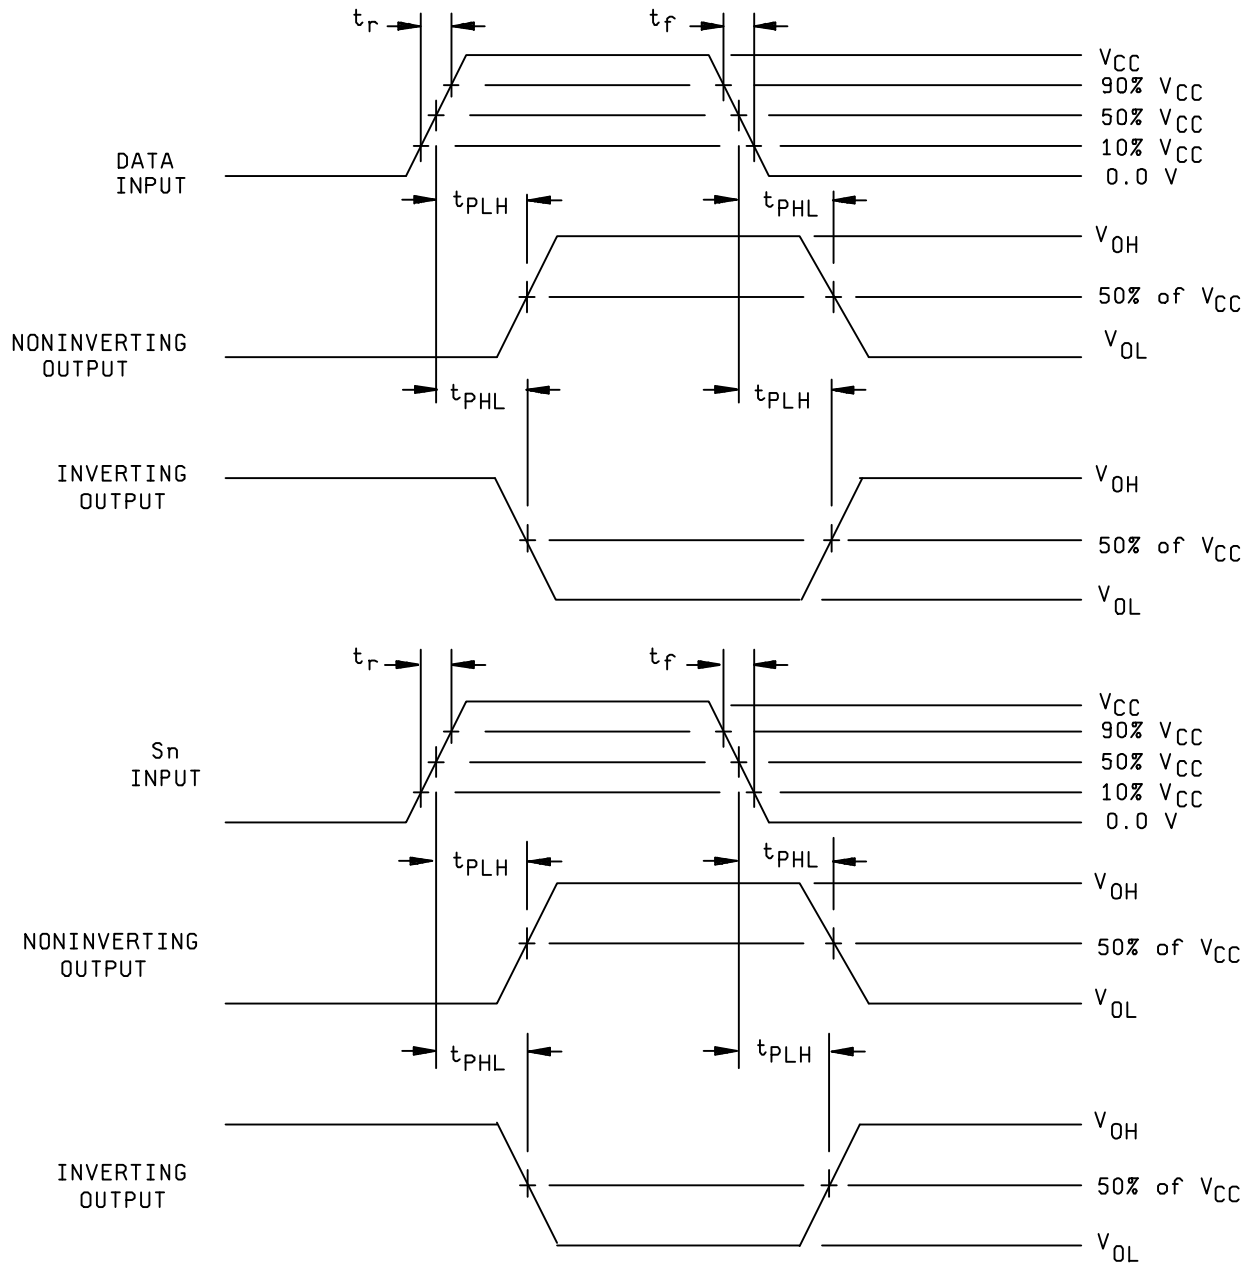 tr
tf
VCC
90% VCC
50% VCC
10% VCC
0.0 V
DATA
INPUT
tPLH
tPHL
VOH
50% of VCC
VOL
NONINVERTING
OUTPUT
tPHL
tPLH
INVERTING
OUTPUT
VOH
50% of VCC
VOL
tr
tf
VCC
90% VCC
50% VCC
10% VCC
0.0 V
Sn
INPUT
tPLH
tPHL
VOH
50% of VCC
VOL
NONINVERTING
OUTPUT
tPHL
tPLH
VOH
50% of VCC
VOL
INVERTING
OUTPUT